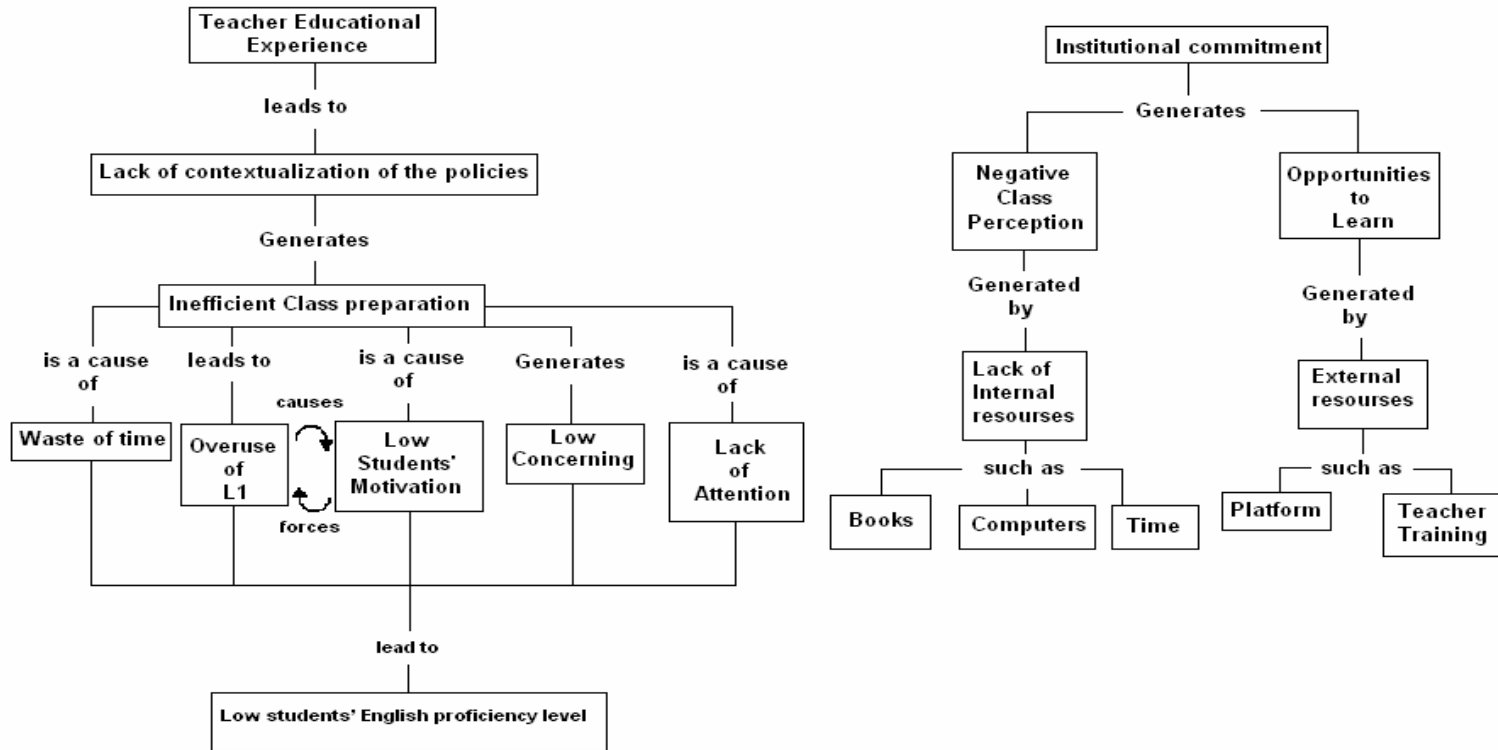 Teacher Educational
Experience
leads to
Lack of contextualization of the policies
Generates
Inefficient Class preparation
is a cause
of
leads to
is a cause
of
Generates
is a cause
of
causes
forces
Waste of time
Overuse
of
L1
Low
Students'
Motivation
Low
Concerning
Lack
of
Attention
lead to
Low students' English proficiency level
Institutional commitment
Generates
Negative
Class
Perception
Opportunities
to
Learn
Generated
by
Generated
by
Lack of
Internal
resourses
External
resourses
such as
such as
Books
Computers
Time
Platform
Teacher
Training